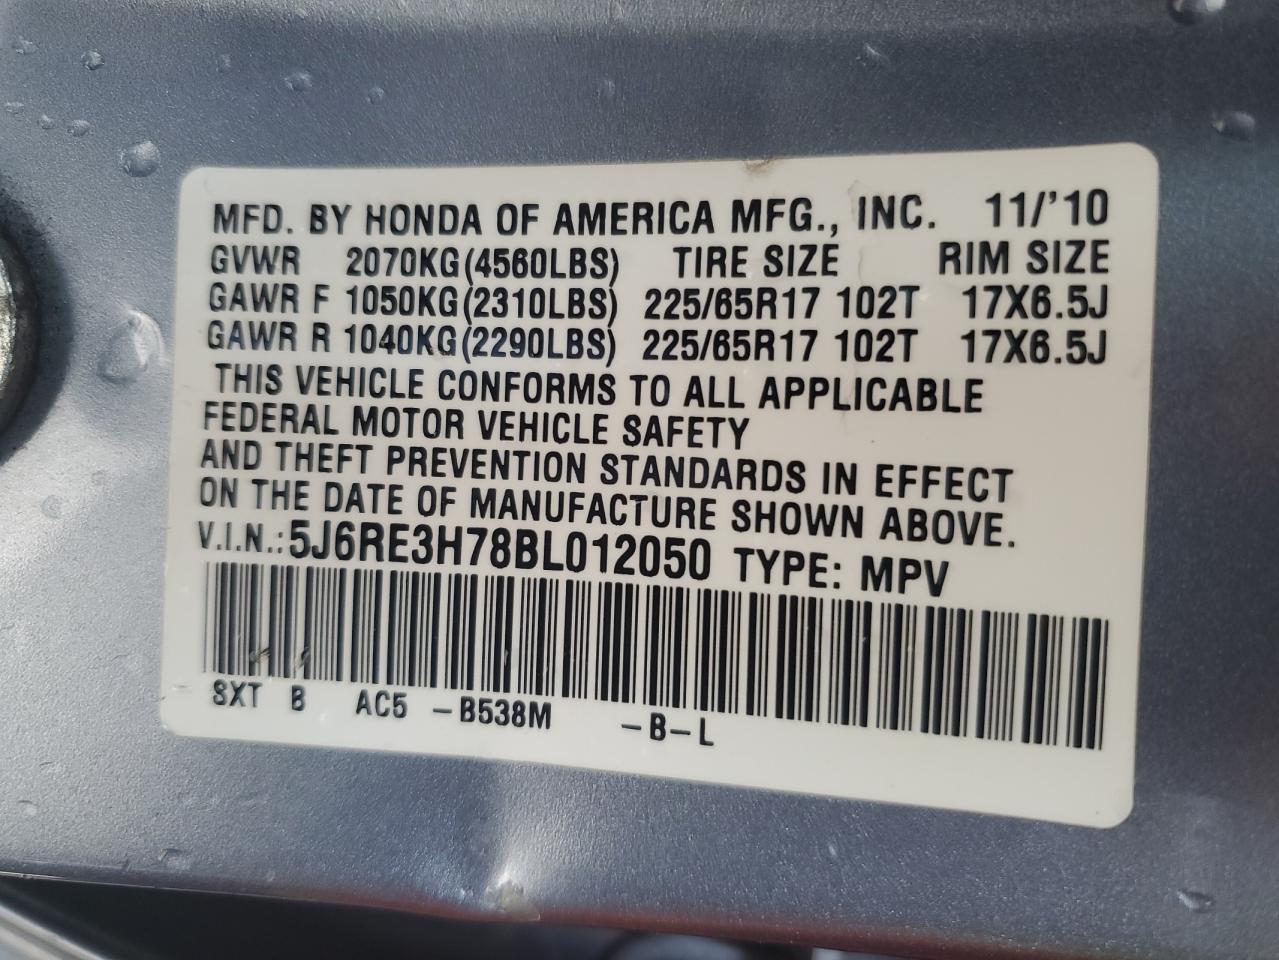 MFD. BY HONDA OF AMERICA MFG., INC. 11/'10
GVWR 2070KG(4560LBS) TIRE SIZE RIM SIZE
GAWR F 1050KG(2310LBS) 225/65R17 102T 17X6.5J
GAWR R 1040KG(2290LBS) 225/65R17 102T 17X6.5J
THIS VEHICLE CONFORMS TO ALL APPLICABLE
FEDERAL MOTOR VEHICLE SAFETY
AND THEFT PREVENTION STANDARDS IN EFFECT
ON THE DATE OF MANUFACTURE SHOWN ABOVE.
V.I.N.: 5J6RE3H78BL012050 TYPE: MPV
SXT B AC5 -B538M -B-L